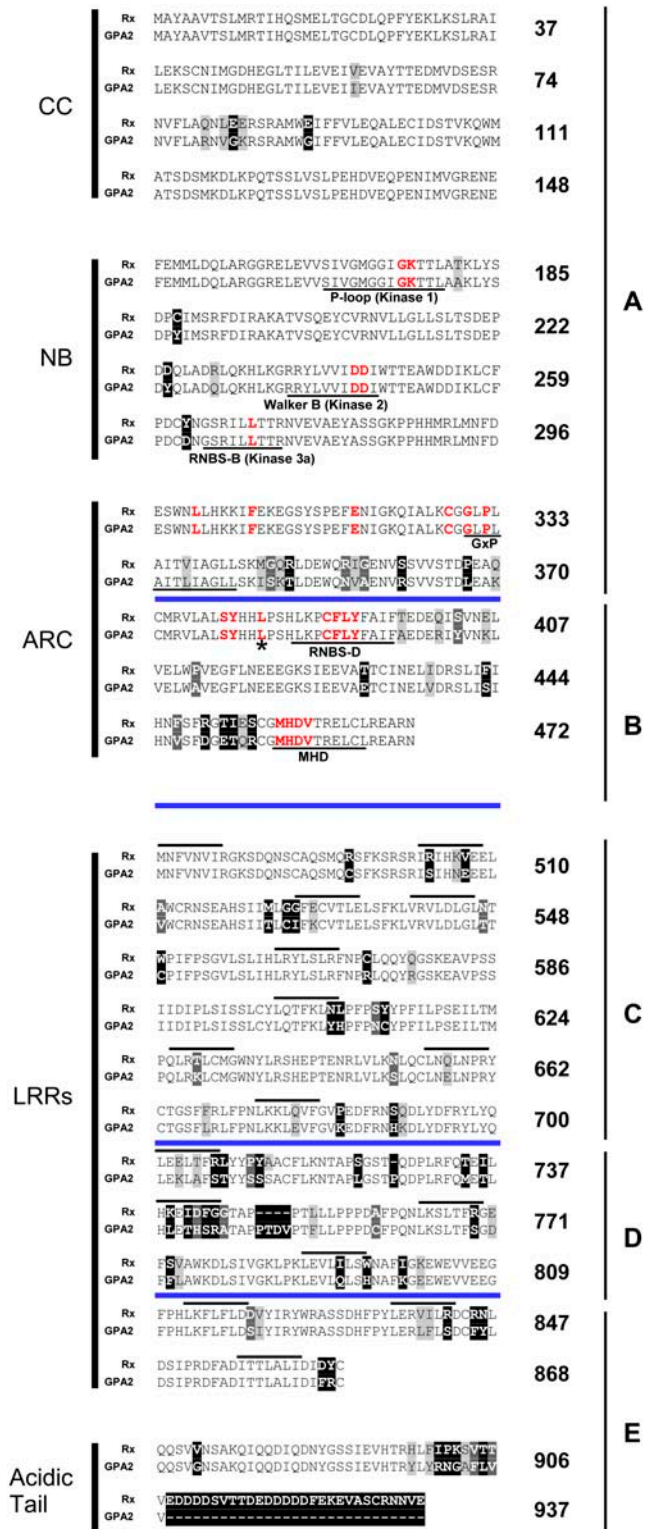 Rx MAYAAVTSLMRTIHQSMELTGCDLQPFYEKLKSLRAI 37
GPA2 MAYAAVTSLMRTIHQSMELTGCDLQPFYEKLKSLRAI
Rx LEKSCNIMGDHEGLTILEVEIVEVAYTTEDMVDSESR 74
GPA2 LEKSCNIMGDHEGLTILEVEIIEVAYTTEDMVDSESR
CC
Rx NVFLAQNLEERSRAMWEIFFVLEQALECIDSTVKQWM 111
GPA2 NVFLARNVGKRSRAMWGIFFVLEQALECIDSTVKQWM
Rx ATSDSMKDLKPQTSSLVSLPEHDVEQPENIMVGRENE 148
GPA2 ATSDSMKDLKPQTSSLVSLPEHDVEQPENIMVGRENE
A
Rx FEMMLDQLARGGRELEVVSIVGMGGIGKTTLATKLYS 185
GPA2 FEMMLDQLARGGRELEVVSIVGMGGIGKTTLAAKLYS
P-loop (Kinase 1)
Rx DPCIMSRFDIRAKATVSQEYCVRNVLLGLLSLTSDEP 222
GPA2 DPYIMSRFDIRAKATVSQEYCVRNVLLGLLSLTSDEP
NB
Rx DDQLADRLQKHLKGRRYLVVIDDIWTTEAWDDIKLCF 259
GPA2 DYQLADQLQKHLKGRRYLVVIDDIWTTEAWDDIKLCF
Walker B (Kinase 2)
Rx PDCYNGSRILLTTRNVEVAEYASSGKPPHHMRLMNFD 296
GPA2 PDCDNGSRILLTTRNVEVAEYASSGKPPHHMRLMNFD
RNBS-B (Kinase 3a)
Rx ESWNLLHKKIFEKEGSYSPEFENIGKQIALKCGGLPL 333
GPA2 ESWNLLHKKIFEKEGSYSPEFENIGKQIALKCGGLPL
GxP
Rx AITVIAGLLSKMGQRLDEWQRIGENVSSVVSTDPEAQ 370
GPA2 AITLIAGLLSKISKTLDEWQNVAENVRSVVSTDLEAK
ARC
Rx CMRVLALSYHHLPSHLKPCFLYFAIFTEDEQISVNEL 407
GPA2 CMRVLALSYHHLPSHLKPCFLYFAIFAEDERIYVNKL
* RNBS-D
Rx VELWPVEGFLNEEEGKSIEEVATTCINELIDRSLIFI 444
GPA2 VELWAVEGFLNEEEGKSIEEVAETCINELVDRSLISI
B
Rx HNFSFRGTIESCGMHDVTRELCLREARN 472
GPA2 HNVSFDGETQRCGMHDVTRELCLREARN
MHD
Rx MNFVNVIRGKSDQNSCAQSMQRSFKSRSRIRIHKVEEL 510
GPA2 MNFVNVIRGKSDQNSCAQSMQCSFKSRSRISIHNEEEL
Rx AWCRNSEAHSIIMLGGFECVTLELSFKLVRVLDLGLNT 548
GPA2 VWCRNSEAHSIITLCIFKCVTLELSFKLVRVLDLGLTT
Rx WPIFPSGVLSLIHLRYLSLRFNPCLQQYQGSKEAVPSS 586
GPA2 CPIFPSGVLSLIHLRYLSLRFNPRLQQYRGSKEAVPSS
C
Rx IIDIPLSISSLCYLQTFKLNLPFPSYYPFILPSEILTM 624
GPA2 IIDIPLSISSLCYLQTFKLYHPFPNCYPFILPSEILTM
Rx PQLRTLCMGWNYLRSHEPTENRLVLKNLQCLNQLNPRY 662
GPA2 PQLRKLCMGWNYLRSHEPTENRLVLKSLQCLNELNPRY
LRRs
Rx CTGSFFRLFPNLKKLQVFGVPEDFRNSQDLYDFRYLYQ 700
GPA2 CTGSFLRLFPNLKKLEVFGVKEDFRNHKDLYDFRYLYQ
Rx LEELTFRLYYPYAACFLKNTAPSGSTPQDPLRFQTEIL 737
GPA2 LEKLAFSTYYSSSACFLKNTAPLGSTPQDPLRFQMETL
Rx HKEIDFGGTAP----PTLLLPPPDAFPQNLKSLTFRGE 771
GPA2 HLETHSRATAPPTDVPTFLLPPPDCFPQNLKSLTFSGD
D
Rx FSVAWKDLSIVGKLPKLEVLILSWNAFIGKEWEVVEEG 809
GPA2 FFLAWKDLSIVGKLPKLEVLQLSHNAFKGEEWEVVEEG
Rx FPHLKFLFLDDVYIRYWRASSDHFPYLERVILRDCRNL 847
GPA2 FPHLKFLFLDSIYIRYWRASSDHFPYLERLFLSDCFYL
Rx DSIPRDFADITTLALIDIDYC 868
GPA2 DSIPRDFADITTLALIDIFRC
E
Rx QQSVVNSAKQIQQDIQDNYGSSIEVHTRHLFIPKSVTT 906
GPA2 QQSVGNSAKQIQQDIQDNYGSSIEVHTRYLYRNGAFLV
Acidic Tail
Rx VEDDDDSVTTDEDDDDDFEKEVASCRNNVE 937
GPA2 V-----------------------------